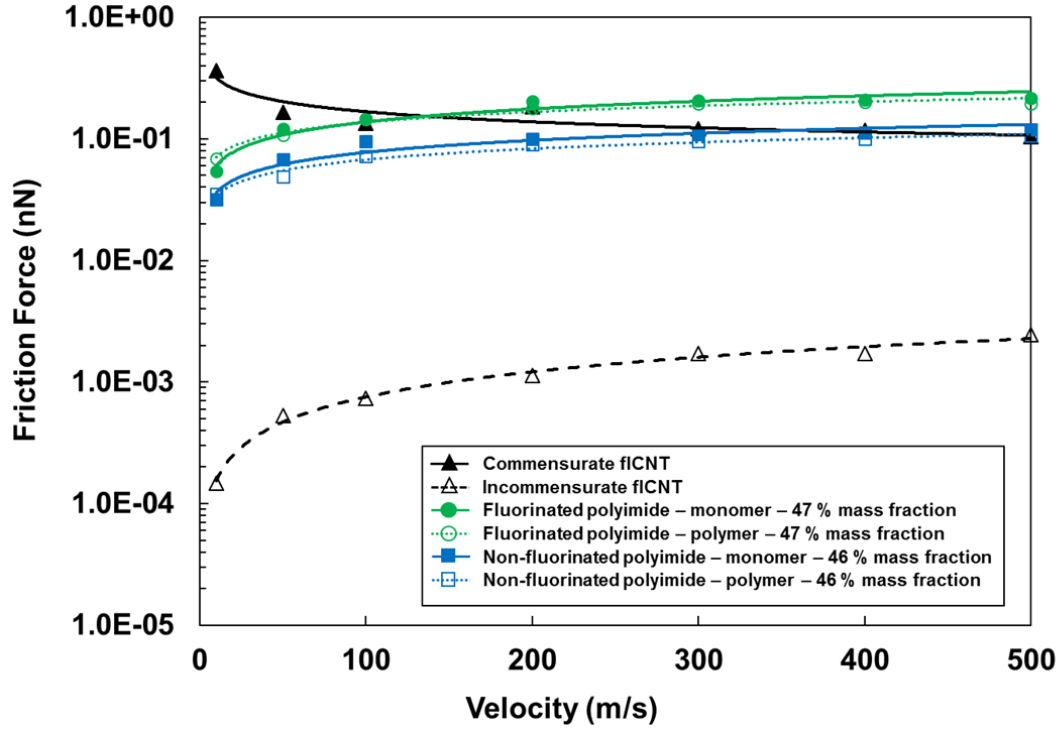 1.0E+00
1.0E-01
1.0E-02
1.0E-03
1.0E-04
1.0E-05
Friction Force (nN)
Commensurate flCNT
Incommensurate flCNT
Fluorinated polyimide – monomer – 47 % mass fraction
Fluorinated polyimide – polymer – 47 % mass fraction
Non-fluorinated polyimide – monomer – 46 % mass fraction
Non-fluorinated polyimide – polymer – 46 % mass fraction
0 100 200 300 400 500
Velocity (m/s)